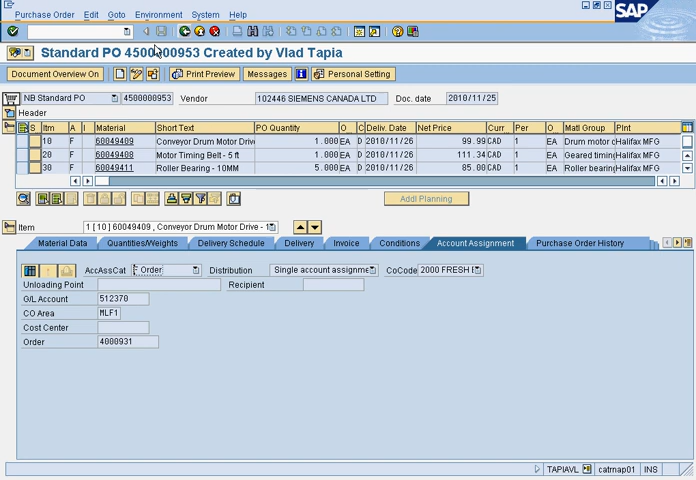 Purchase Order Edit Goto Environment System Help
SAP
Standard PO 4500000953 Created by Vlad Tapia
Document Overview On Print Preview Messages Personal Setting
NB Standard PO 4500000953 Vendor 102446 SIEMENS CANADA LTD Doc. date 2010/11/25
Header
S Itm A I Material Short Text PO Quantity O C Deliv. Date Net Price Curr Per O Matl Group Plnt
10 F 60049409 Conveyor Drum Motor Drive 1.000 EA D 2010/11/26 99.99 CAD 1 EA Drum motor c Halifax MFG
20 F 60049408 Motor Timing Belt - 5 ft 1.000 EA D 2010/11/26 111.34 CAD 1 EA Geared timing Halifax MFG
30 F 60049411 Roller Bearing - 10MM 5.000 EA D 2010/11/26 85.00 CAD 1 EA Roller bearing Halifax MFG
Addl Planning
Item 1 [ 10 ] 60049409 , Conveyor Drum Motor Drive - 1
Material Data Quantities/Weights Delivery Schedule Delivery Invoice Conditions Account Assignment Purchase Order History
AccAssCat F Order Distribution Single account assignme CoCode 2000 FRESH
Unloading Point Recipient
G/L Account 512370
CO Area MLF1
Cost Center
Order 4000931
TAPIAVL catrnap01 INS